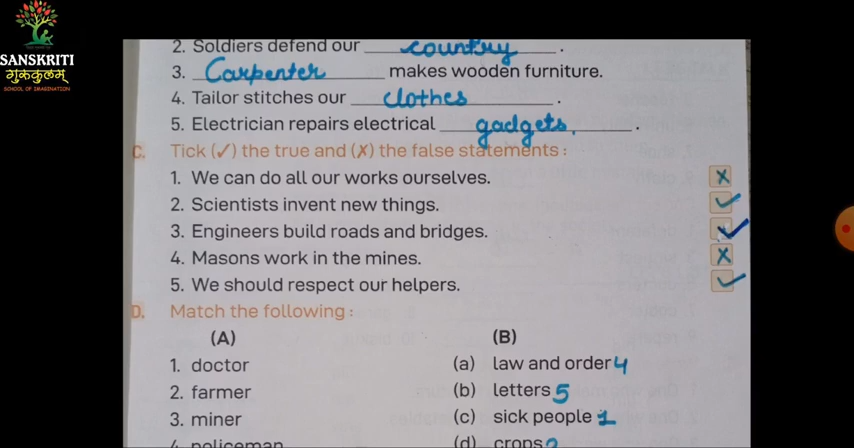 SANSKRITI
गुरुकुलम्
SCHOOL OF IMAGINATION
2. Soldiers defend our country.
3. Carpenter makes wooden furniture.
4. Tailor stitches our clothes.
5. Electrician repairs electrical gadgets.
C. Tick (✓) the true and (✗) the false statements :
1. We can do all our works ourselves. ✗
2. Scientists invent new things. ✓
3. Engineers build roads and bridges. ✓
4. Masons work in the mines. ✗
5. We should respect our helpers. ✓
D. Match the following :
(A) (B)
1. doctor (a) law and order 4
2. farmer (b) letters 5
3. miner (c) sick people 1
4. policeman (d) crops 2